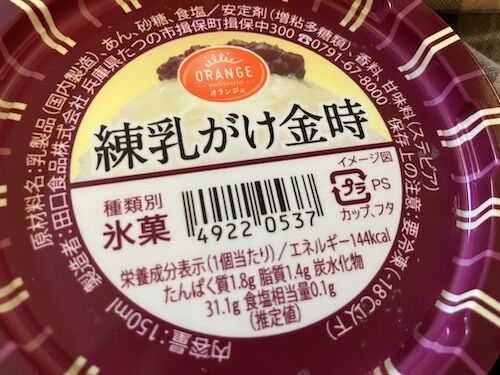 原材料名:乳製品(国内製造)、あん、砂糖、食塩/安定剤(増粘多糖類)、香料、甘味料(ステビア)
製造者:田口食品株式会社 兵庫県たつの市揖保町揖保中300 ☎0791-67-8000
保存上の注意:要冷凍(-18℃以下)
ORANGE
patisserie
オランジェ
練乳がけ金時
イメージ図
種類別
氷菓
4922 0537
プラ
PS
カップ、フタ
栄養成分表示(1個当たり)/エネルギー144kcal
たんぱく質1.8g 脂質1.4g 炭水化物
31.1g 食塩相当量0.1g
(推定値)
内容量:150ml